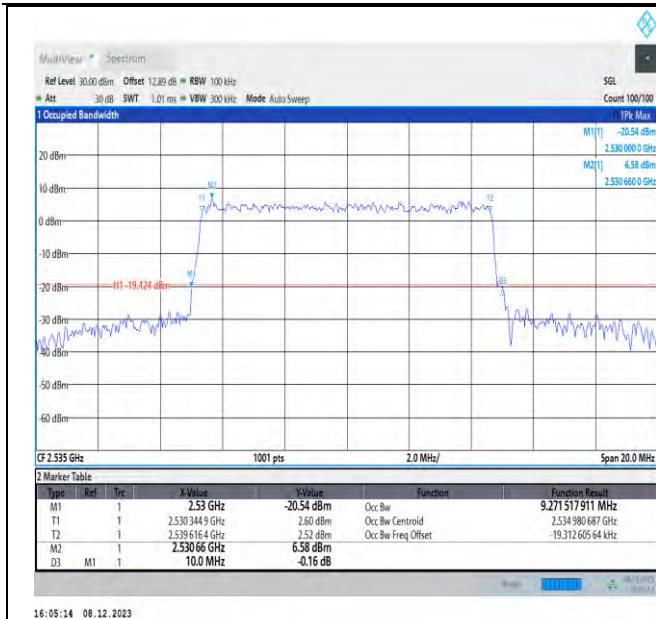 MultiView Spectrum
Ref Level 30.00 dBm Offset 12.89 dB RBW 100 kHz SGL
Att 30 dB SWT 1.01 ms VBW 300 kHz Mode Auto Sweep Count 100/100
1 Occupied Bandwidth 1Pk Max
M1[1] -20.54 dBm
2.530 000 0 GHz
M2[1] 6.58 dBm
2.530 660 0 GHz
20 dBm
10 dBm
M2
T1 T2
0 dBm
-10 dBm
M1 D3
-20 dBm H1 -19.424 dBm
-30 dBm
-40 dBm
-50 dBm
-60 dBm
CF 2.535 GHz 1001 pts 2.0 MHz/ Span 20.0 MHz
2 Marker Table
Type Ref Trc X-Value Y-Value Function Function Result
M1 1 2.53 GHz -20.54 dBm Occ Bw 9.271 517 911 MHz
T1 1 2.530 344 9 GHz 2.60 dBm Occ Bw Centroid 2.534 980 687 GHz
T2 1 2.539 616 4 GHz 2.52 dBm Occ Bw Freq Offset -19.312 605 64 kHz
M2 1 2.530 66 GHz 6.58 dBm
D3 M1 1 10.0 MHz -0.16 dB
16:05:14 08.12.2023